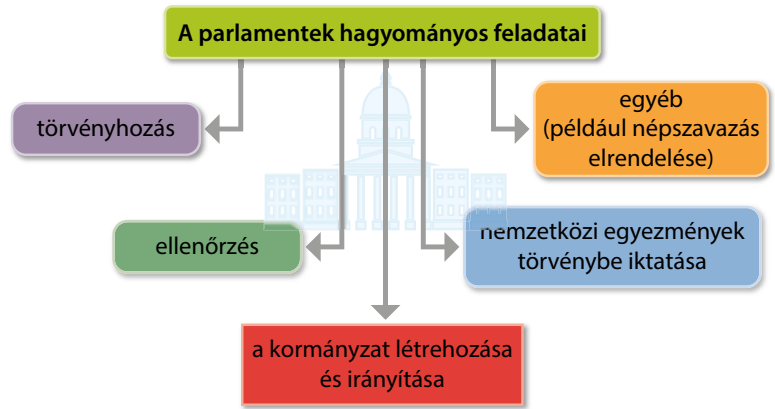 A parlamentek hagyományos feladatai
törvényhozás
egyéb
(például népszavazás
elrendelése)
ellenőrzés
nemzetközi egyezmények
törvénybe iktatása
a kormányzat létrehozása
és irányítása